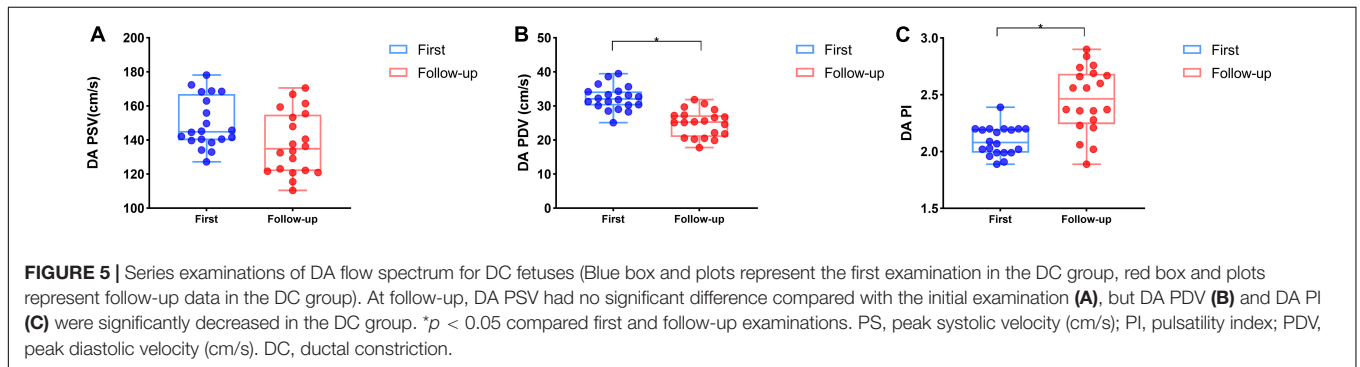 A
DA PSV(cm/s)
200
180
160
140
120
100
First
Follow-up
First
Follow-up
B
DA PDV (cm/s)
50
40
30
20
10
0
*
First
Follow-up
First
Follow-up
C
DA PI
3.0
2.5
2.0
1.5
*
First
Follow-up
First
Follow-up
FIGURE 5 | Series examinations of DA flow spectrum for DC fetuses (Blue box and plots represent the first examination in the DC group, red box and plots
represent follow-up data in the DC group). At follow-up, DA PSV had no significant difference compared with the initial examination (A), but DA PDV (B) and DA PI
(C) were significantly decreased in the DC group. *p < 0.05 compared first and follow-up examinations. PS, peak systolic velocity (cm/s); PI, pulsatility index; PDV,
peak diastolic velocity (cm/s). DC, ductal constriction.